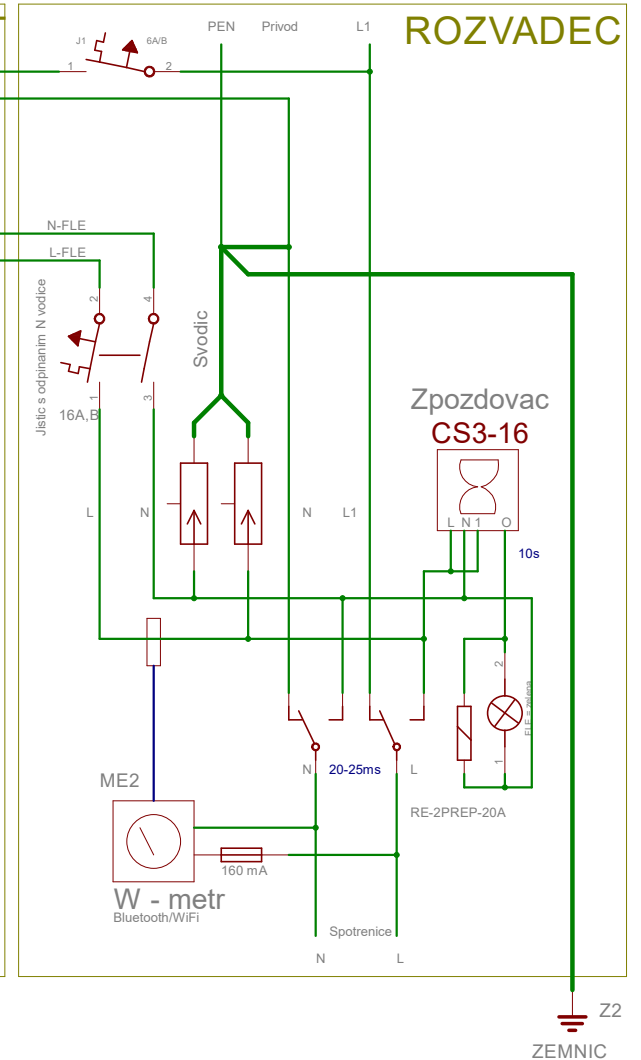 PEN
Privod
L1
ROZVADEC
J1
6A/B
1
2
N-FLE
L-FLE
2
4
Jistic s odpinanim N vodice
Svodic
1
3
16A,B
Zpozdovac
CS3-16
L
N
N
L1
L N 1 O
10s
2
FLE = zelena
1
N
20-25ms
L
ME2
RE-2PREP-20A
160 mA
W - metr
Bluetooth/WiFi
Spotrenice
N
L
Z2
ZEMNIC